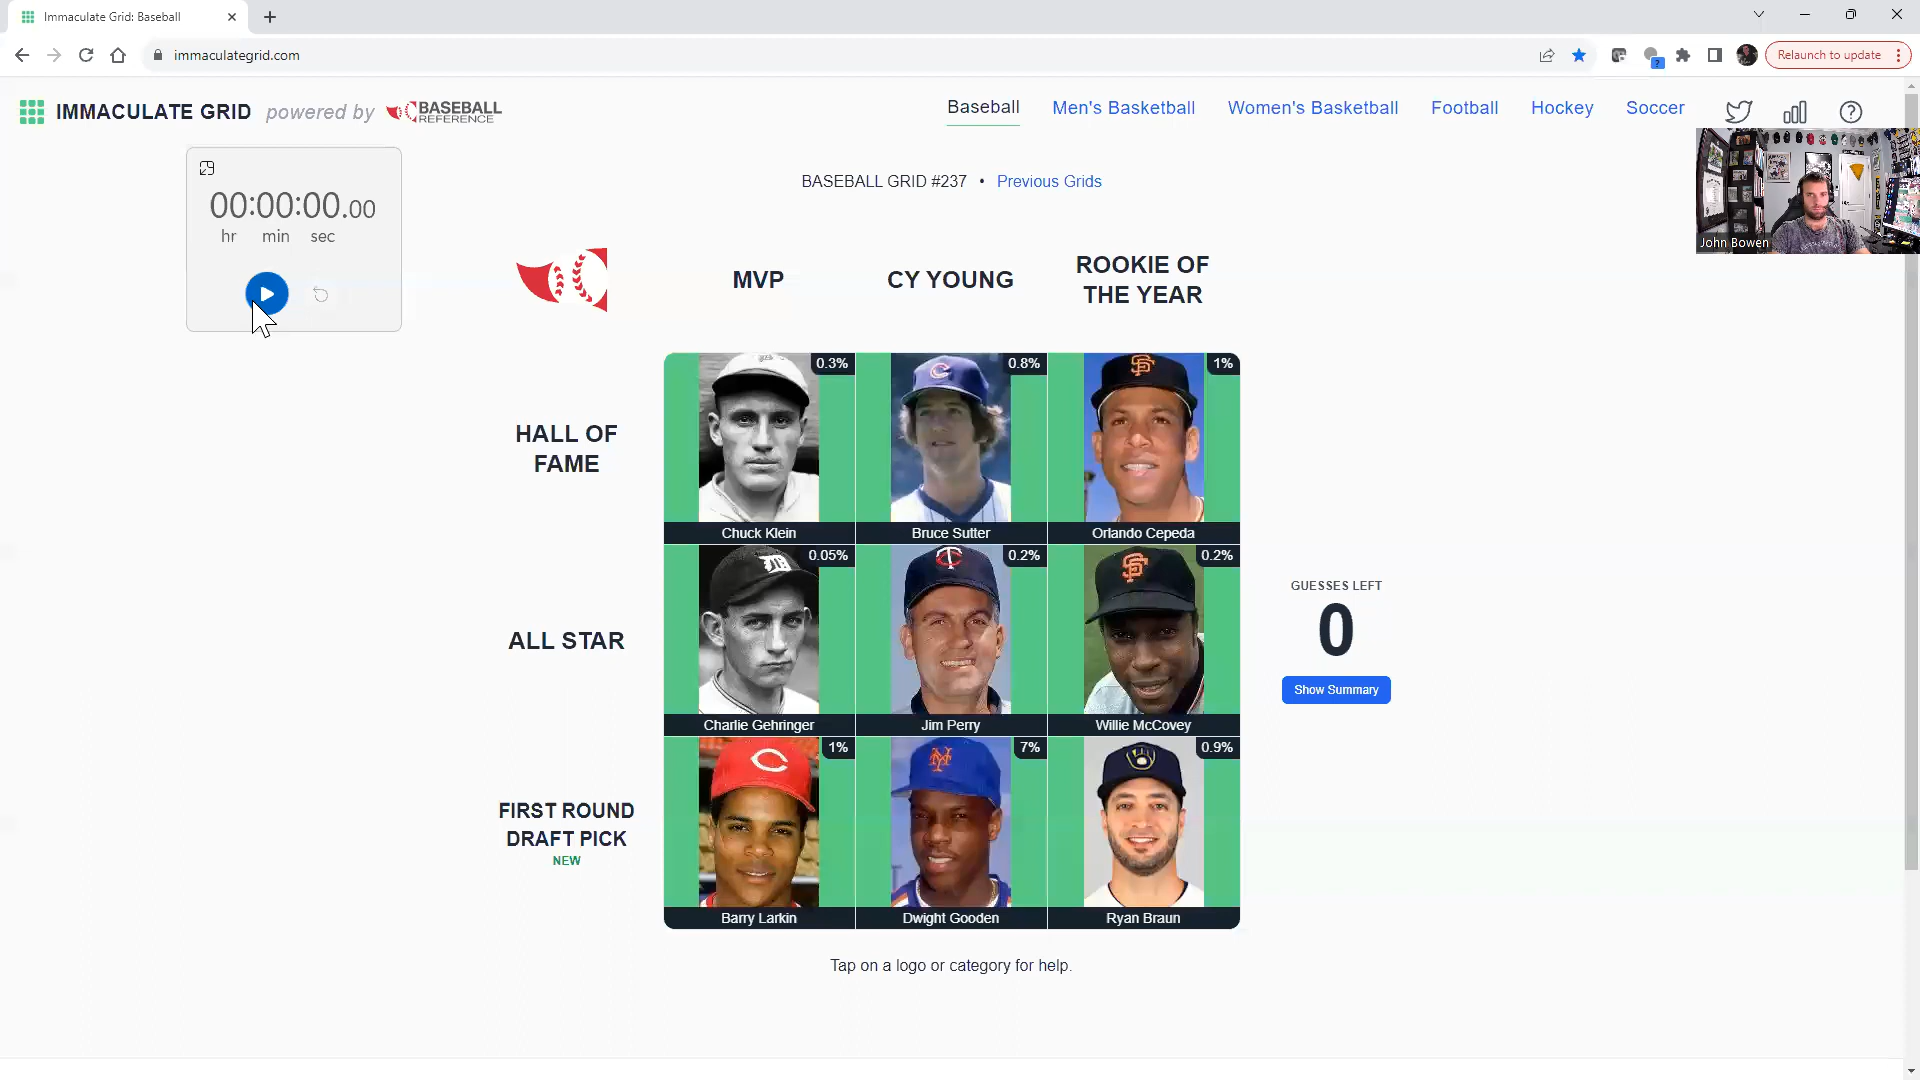 Immaculate Grid: Baseball
immaculategrid.com
Relaunch to update
IMMACULATE GRID powered by BASEBALL REFERENCE
Baseball Men's Basketball Women's Basketball Football Hockey Soccer
00:00:00.00
hr min sec
John Bowen
BASEBALL GRID #237 • Previous Grids
MVP
CY YOUNG
ROOKIE OF
THE YEAR
HALL OF
FAME
0.3%
Chuck Klein
0.8%
Bruce Sutter
1%
Orlando Cepeda
ALL STAR
0.05%
Charlie Gehringer
0.2%
Jim Perry
0.2%
Willie McCovey
FIRST ROUND
DRAFT PICK
NEW
1%
Barry Larkin
7%
Dwight Gooden
0.9%
Ryan Braun
GUESSES LEFT
0
Show Summary
Tap on a logo or category for help.